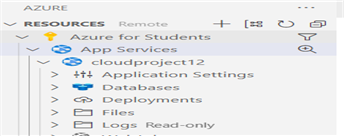 AZURE
RESOURCES Remote
Azure for Students
App Services
cloudproject12
Application Settings
Databases
Deployments
Files
Logs Read-only